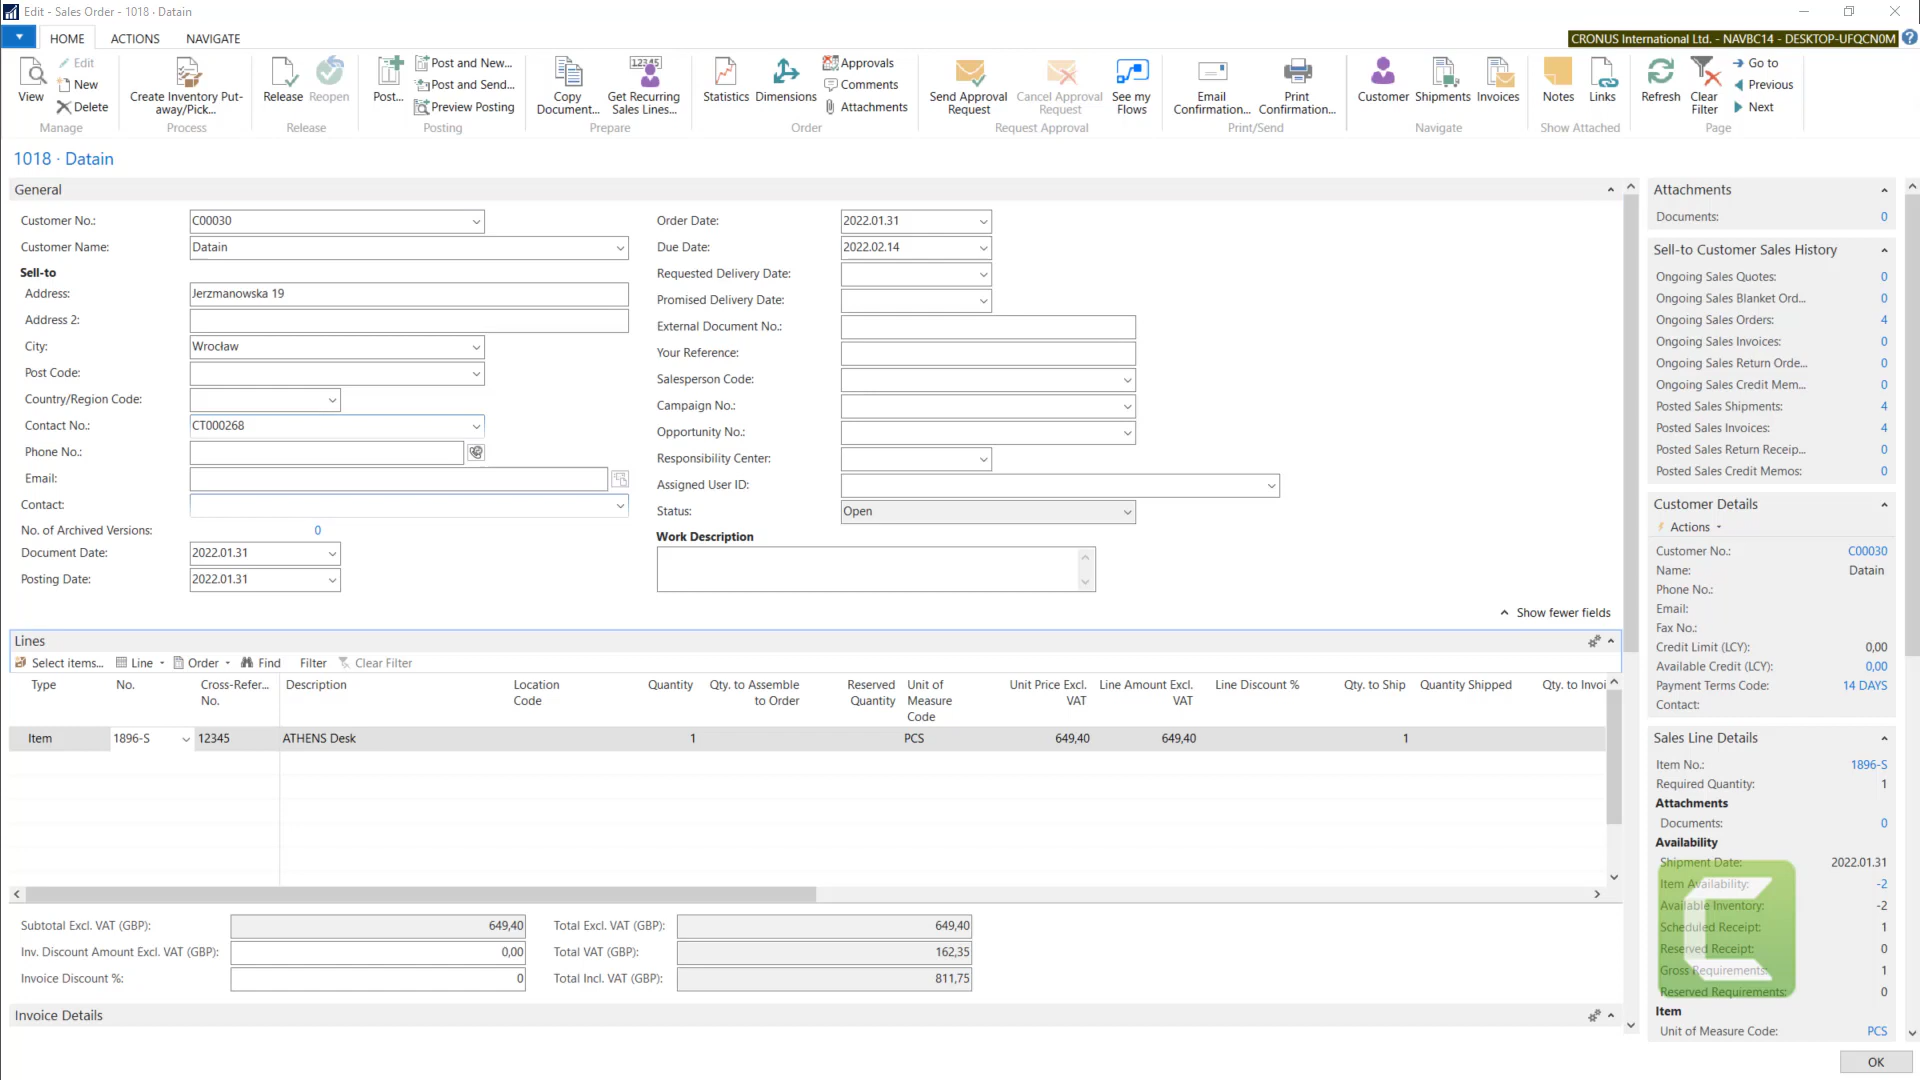 Edit - Sales Order - 1018 · Datain
HOME ACTIONS NAVIGATE
CRONUS International Ltd. - NAVBC14 - DESKTOP-UFQCN0M
View
Edit
New
Delete
Manage
Create Inventory Put-
away/Pick...
Process
Release
Reopen
Release
Post...
Post and New...
Post and Send...
Preview Posting
Posting
Copy
Document...
Get Recurring
Sales Lines...
Prepare
Statistics
Dimensions
Approvals
Comments
Attachments
Order
Send Approval
Request
Cancel Approval
Request
See my
Flows
Request Approval
Email
Confirmation...
Print
Confirmation...
Print/Send
Customer
Shipments
Invoices
Navigate
Notes
Links
Show Attached
Refresh
Clear
Filter
Go to
Previous
Next
Page
1018 · Datain
General
Customer No.: C00030
Customer Name: Datain
Sell-to
Address: Jerzmanowska 19
Address 2:
City: Wrocław
Post Code:
Country/Region Code:
Contact No.: CT000268
Phone No.:
Email:
Contact:
No. of Archived Versions: 0
Document Date: 2022.01.31
Posting Date: 2022.01.31
Order Date: 2022.01.31
Due Date: 2022.02.14
Requested Delivery Date:
Promised Delivery Date:
External Document No.:
Your Reference:
Salesperson Code:
Campaign No.:
Opportunity No.:
Responsibility Center:
Assigned User ID:
Status: Open
Work Description
Show fewer fields
Lines
Select items... Line Order Find Filter Clear Filter
Type No. Cross-Refer... No. Description Location Code Quantity Qty. to Assemble to Order Reserved Quantity Unit of Measure Code Unit Price Excl. VAT Line Amount Excl. VAT Line Discount % Qty. to Ship Quantity Shipped Qty. to Invoi
Item 1896-S 12345 ATHENS Desk 1 PCS 649,40 649,40 1
Subtotal Excl. VAT (GBP): 649,40
Inv. Discount Amount Excl. VAT (GBP): 0,00
Invoice Discount %: 0
Total Excl. VAT (GBP): 649,40
Total VAT (GBP): 162,35
Total Incl. VAT (GBP): 811,75
Invoice Details
Attachments
Documents: 0
Sell-to Customer Sales History
Ongoing Sales Quotes: 0
Ongoing Sales Blanket Ord... 0
Ongoing Sales Orders: 4
Ongoing Sales Invoices: 0
Ongoing Sales Return Orde... 0
Ongoing Sales Credit Mem... 0
Posted Sales Shipments: 4
Posted Sales Invoices: 4
Posted Sales Return Receip... 0
Posted Sales Credit Memos: 0
Customer Details
Actions
Customer No.: C00030
Name: Datain
Phone No.:
Email:
Fax No.:
Credit Limit (LCY): 0,00
Available Credit (LCY): 0,00
Payment Terms Code: 14 DAYS
Contact:
Sales Line Details
Item No.: 1896-S
Required Quantity: 1
Attachments
Documents: 0
Availability
Shipment Date: 2022.01.31
Item Availability: -2
Available Inventory: -2
Scheduled Receipt: 1
Reserved Receipt: 0
Gross Requirements: 1
Reserved Requirements: 0
Item
Unit of Measure Code: PCS
OK